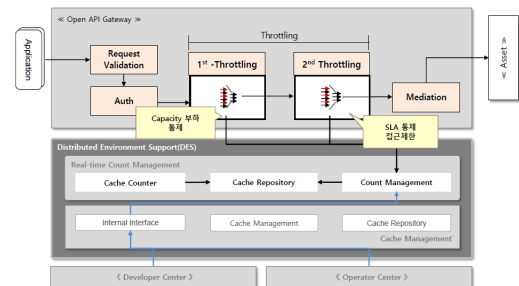 ≪ Open API Gateway ≫
Throttling
Application
Request
Validation
1st -Throttling
2nd Throttling
≪ Asset ≫
Auth
Mediation
Capacity 부하
통제
SLA 통제
접근제한
Distributed Environment Support(DES)
Real-time Count Management
Cache Counter
Cache Repository
Count Management
Internal Interface
Cache Management
Cache Repository
Cache Management
《 Developer Center 》
《 Operator Center 》